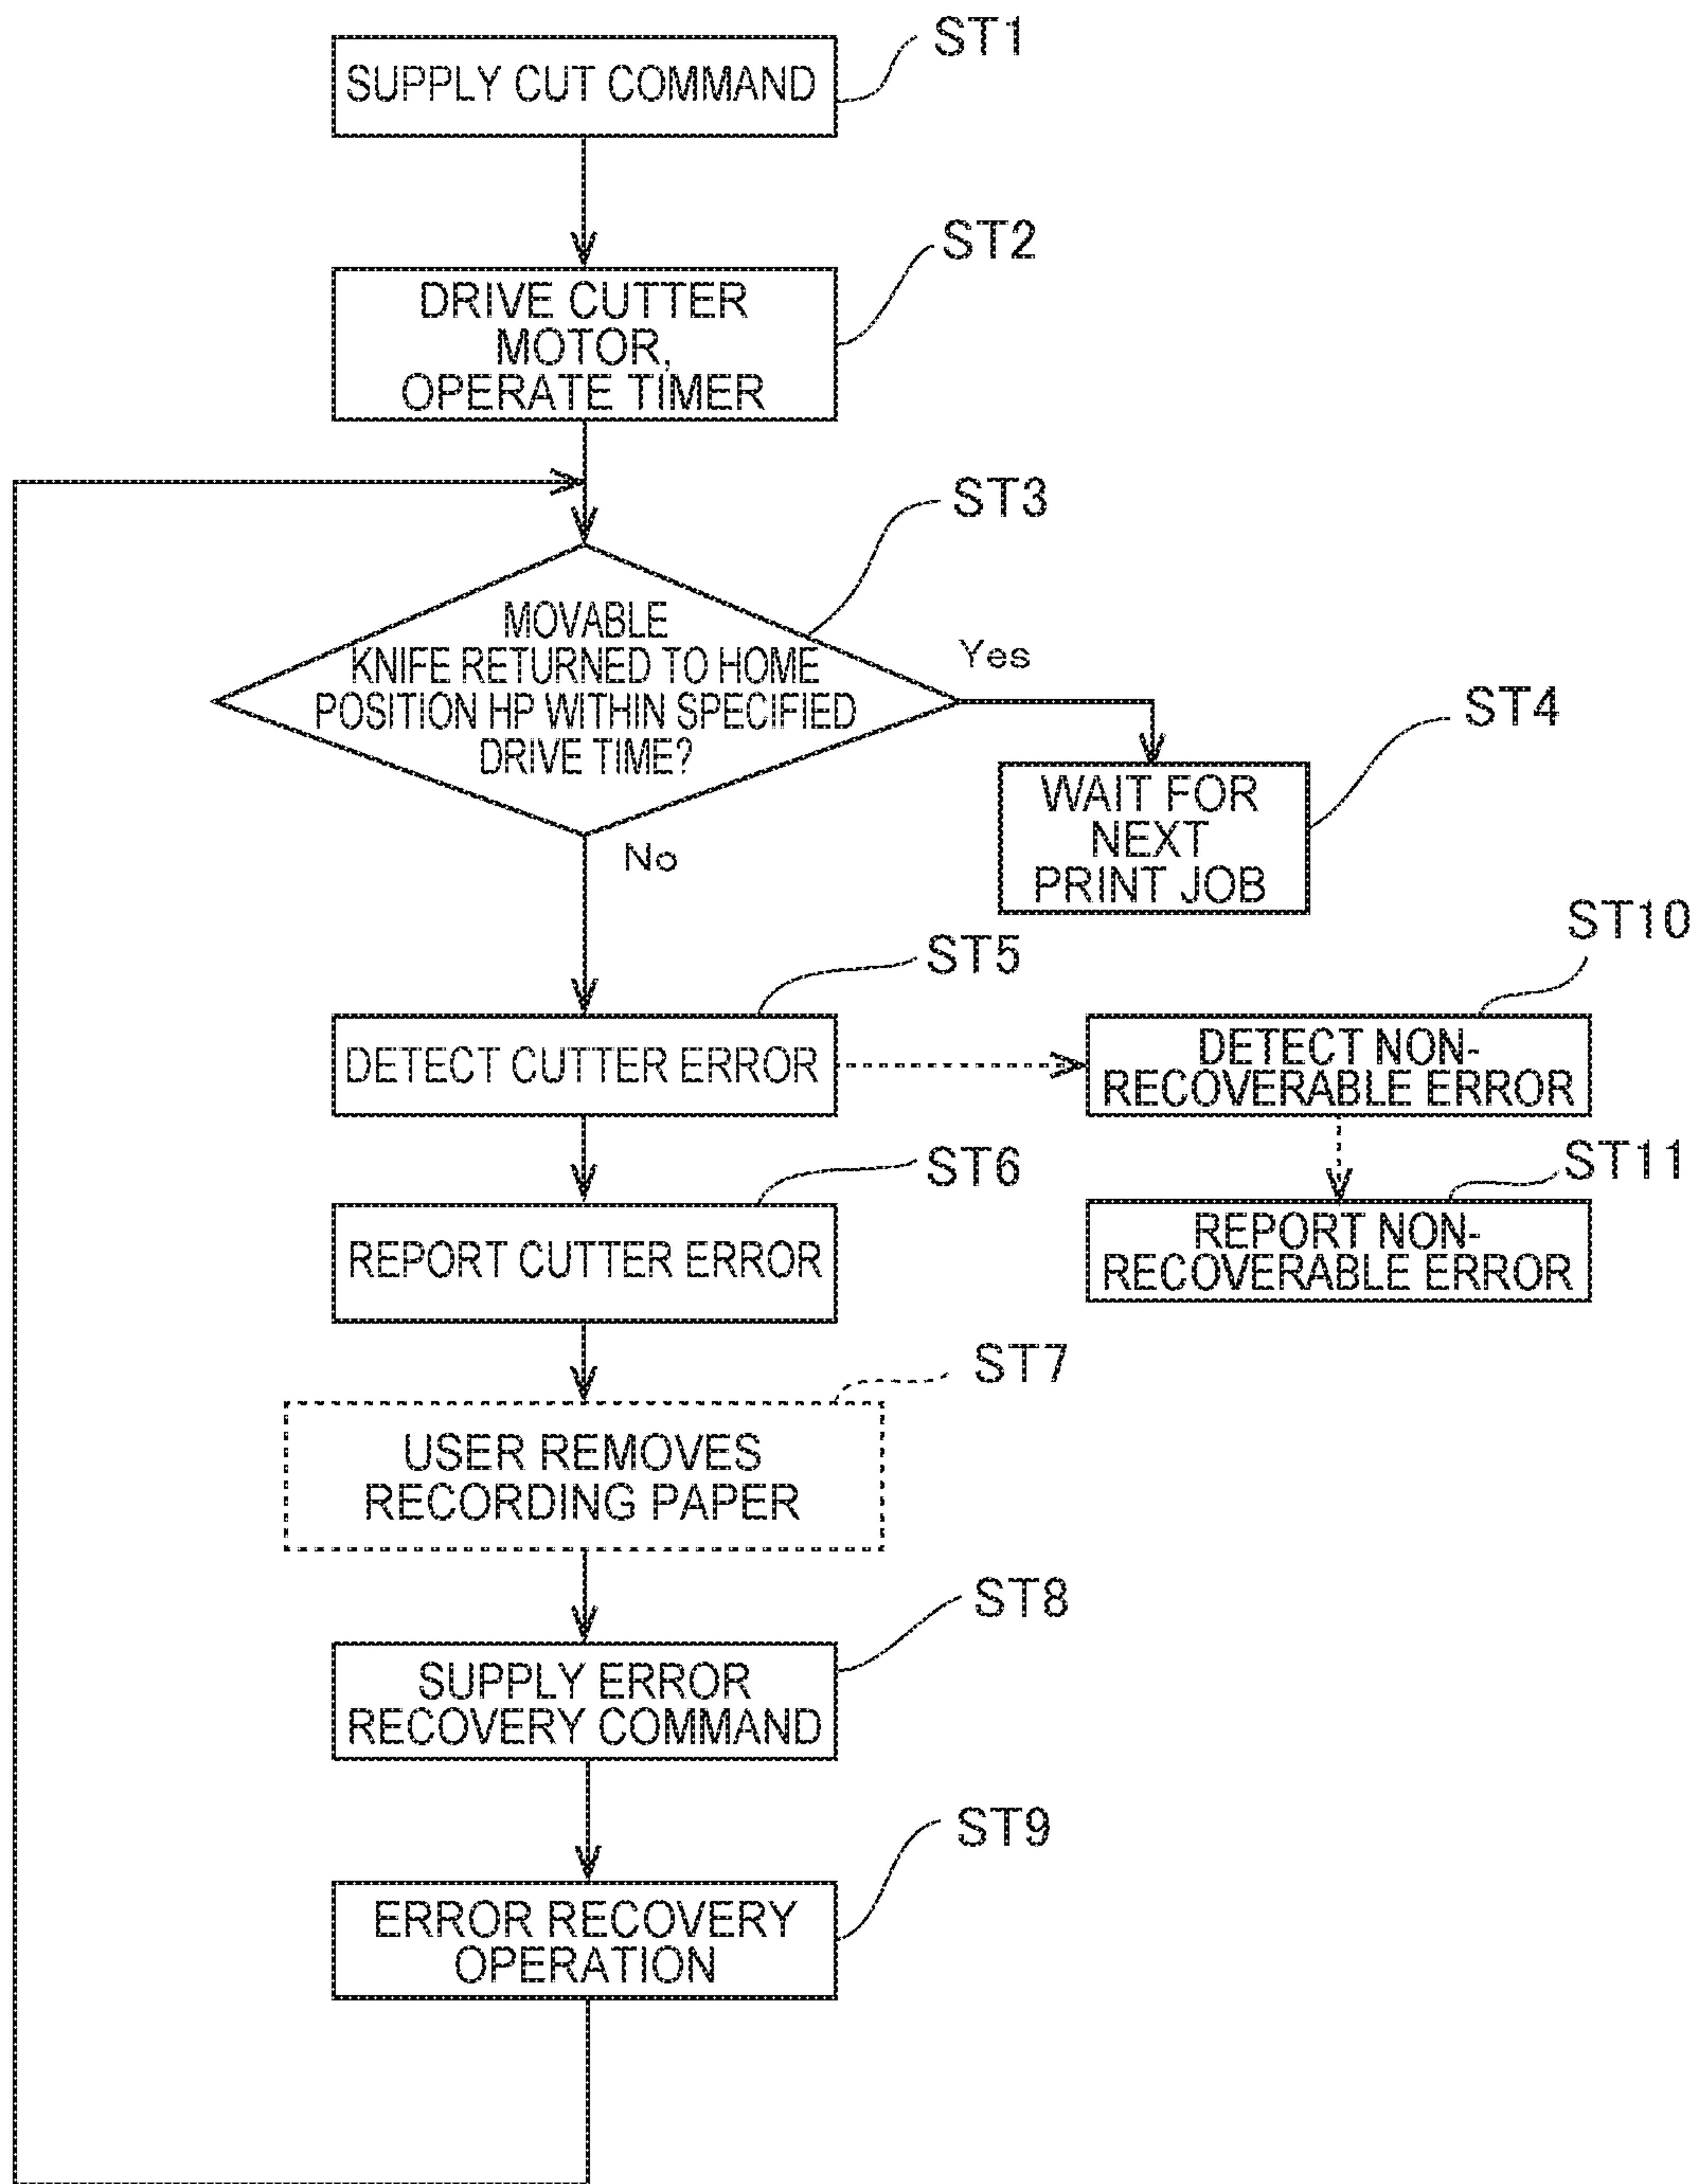 ST1
SUPPLY CUT COMMAND
ST2
DRIVE CUTTER
MOTOR,
OPERATE TIMER
ST3
MOVABLE
KNIFE RETURNED TO HOME
POSITION HP WITHIN SPECIFIED
DRIVE TIME?
Yes
No
ST4
WAIT FOR
NEXT
PRINT JOB
ST5
DETECT CUTTER ERROR
ST10
DETECT NON-
RECOVERABLE ERROR
ST6
REPORT CUTTER ERROR
ST11
REPORT NON-
RECOVERABLE ERROR
ST7
USER REMOVES
RECORDING PAPER
ST8
SUPPLY ERROR
RECOVERY COMMAND
ST9
ERROR RECOVERY
OPERATION